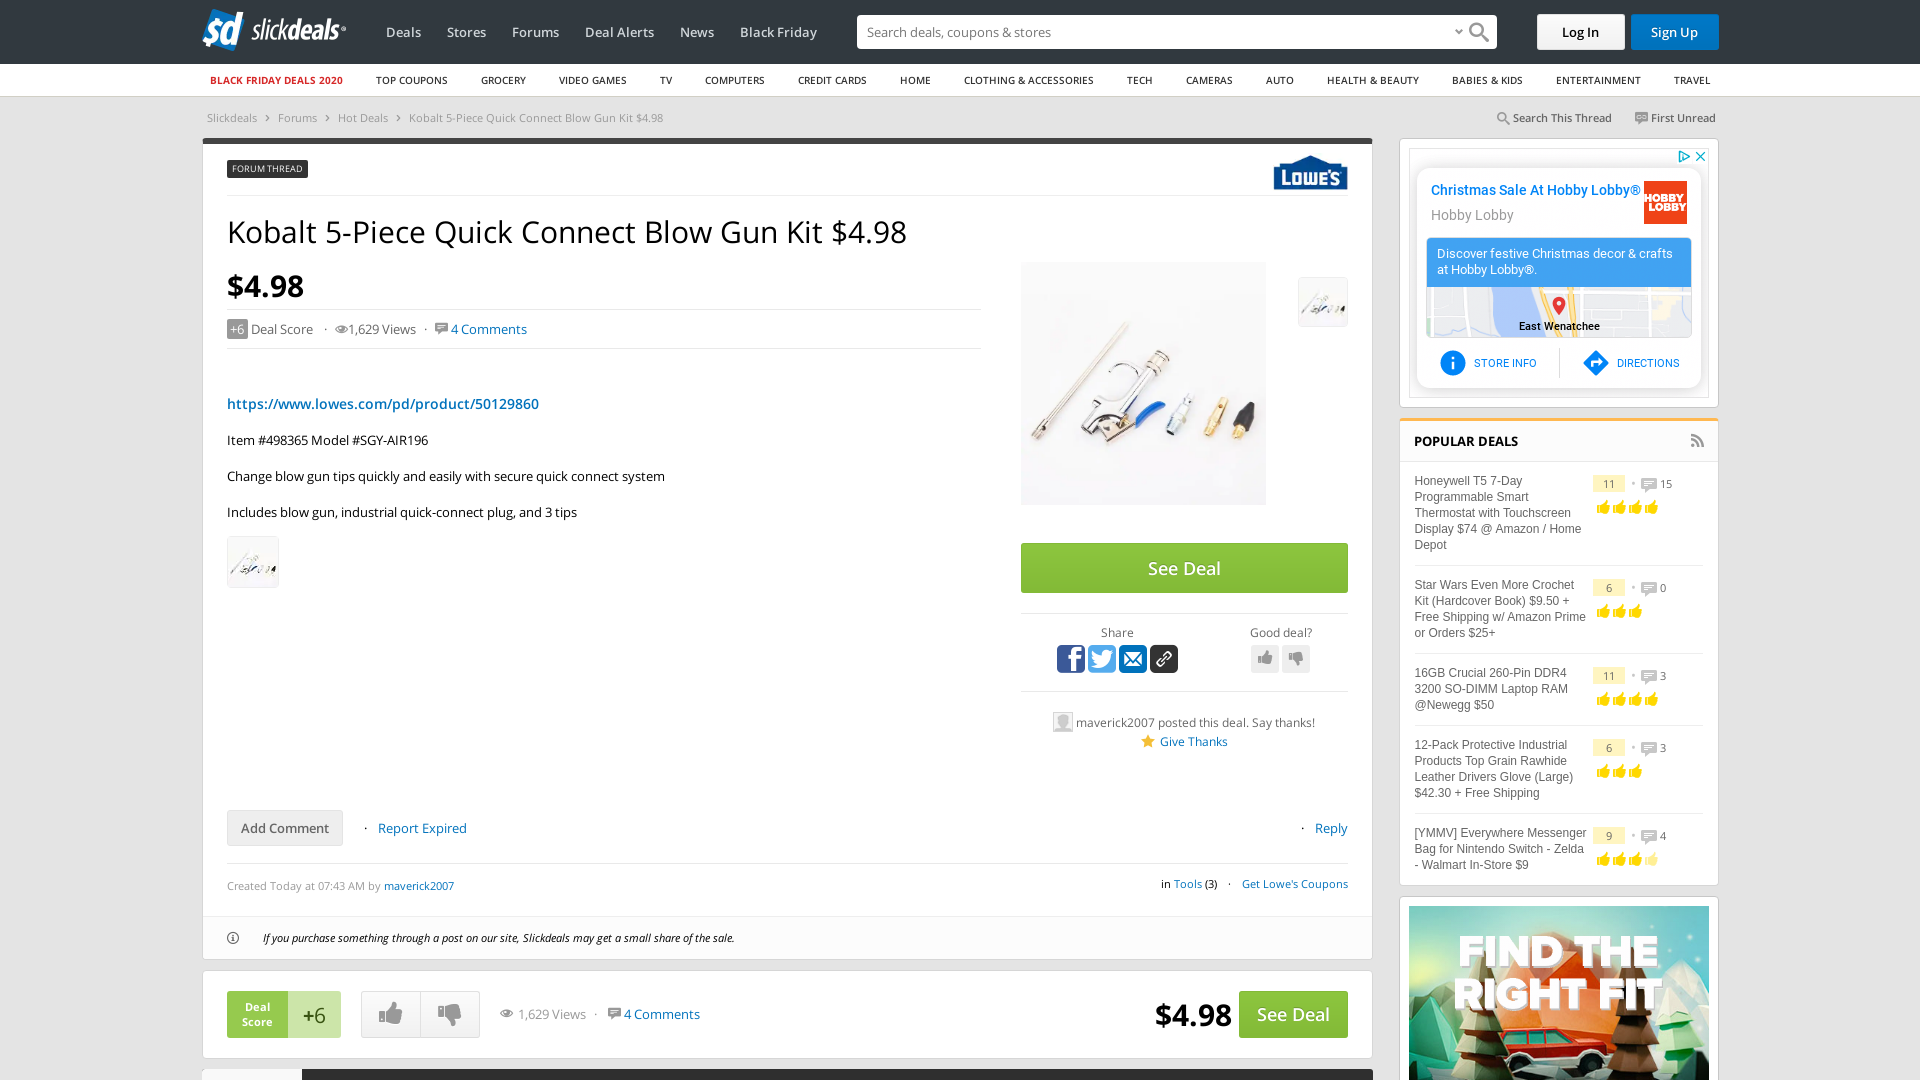 sd slickdeals
Deals
Stores
Forums
Deal Alerts
News
Black Friday
Search deals, coupons & stores
Log In
Sign Up
BLACK FRIDAY DEALS 2020
TOP COUPONS
GROCERY
VIDEO GAMES
TV
COMPUTERS
CREDIT CARDS
HOME
CLOTHING & ACCESSORIES
TECH
CAMERAS
AUTO
HEALTH & BEAUTY
BABIES & KIDS
ENTERTAINMENT
TRAVEL
Slickdeals › Forums › Hot Deals › Kobalt 5-Piece Quick Connect Blow Gun Kit $4.98
Search This Thread
First Unread
FORUM THREAD
LOWE'S
Kobalt 5-Piece Quick Connect Blow Gun Kit $4.98
$4.98
+6 Deal Score · 1,629 Views · 4 Comments
https://www.lowes.com/pd/product/50129860
Item #498365 Model #SGY-AIR196
Change blow gun tips quickly and easily with secure quick connect system
Includes blow gun, industrial quick-connect plug, and 3 tips
See Deal
Share
Good deal?
maverick2007 posted this deal. Say thanks!
Give Thanks
Add Comment · Report Expired
· Reply
Created Today at 07:43 AM by maverick2007
in Tools (3) · Get Lowe's Coupons
If you purchase something through a post on our site, Slickdeals may get a small share of the sale.
Deal
Score
+6
1,629 Views · 4 Comments
$4.98
See Deal
Christmas Sale At Hobby Lobby®
Hobby Lobby
HOBBY
LOBBY
Discover festive Christmas decor & crafts
at Hobby Lobby®.
East Wenatchee
STORE INFO
DIRECTIONS
POPULAR DEALS
Honeywell T5 7-Day
Programmable Smart
Thermostat with Touchscreen
Display $74 @ Amazon / Home
Depot
11 • 15
Star Wars Even More Crochet
Kit (Hardcover Book) $9.50 +
Free Shipping w/ Amazon Prime
or Orders $25+
6 • 0
16GB Crucial 260-Pin DDR4
3200 SO-DIMM Laptop RAM
@Newegg $50
11 • 3
12-Pack Protective Industrial
Products Top Grain Rawhide
Leather Drivers Glove (Large)
$42.30 + Free Shipping
6 • 3
[YMMV] Everywhere Messenger
Bag for Nintendo Switch - Zelda
- Walmart In-Store $9
9 • 4
FIND THE
RIGHT FIT